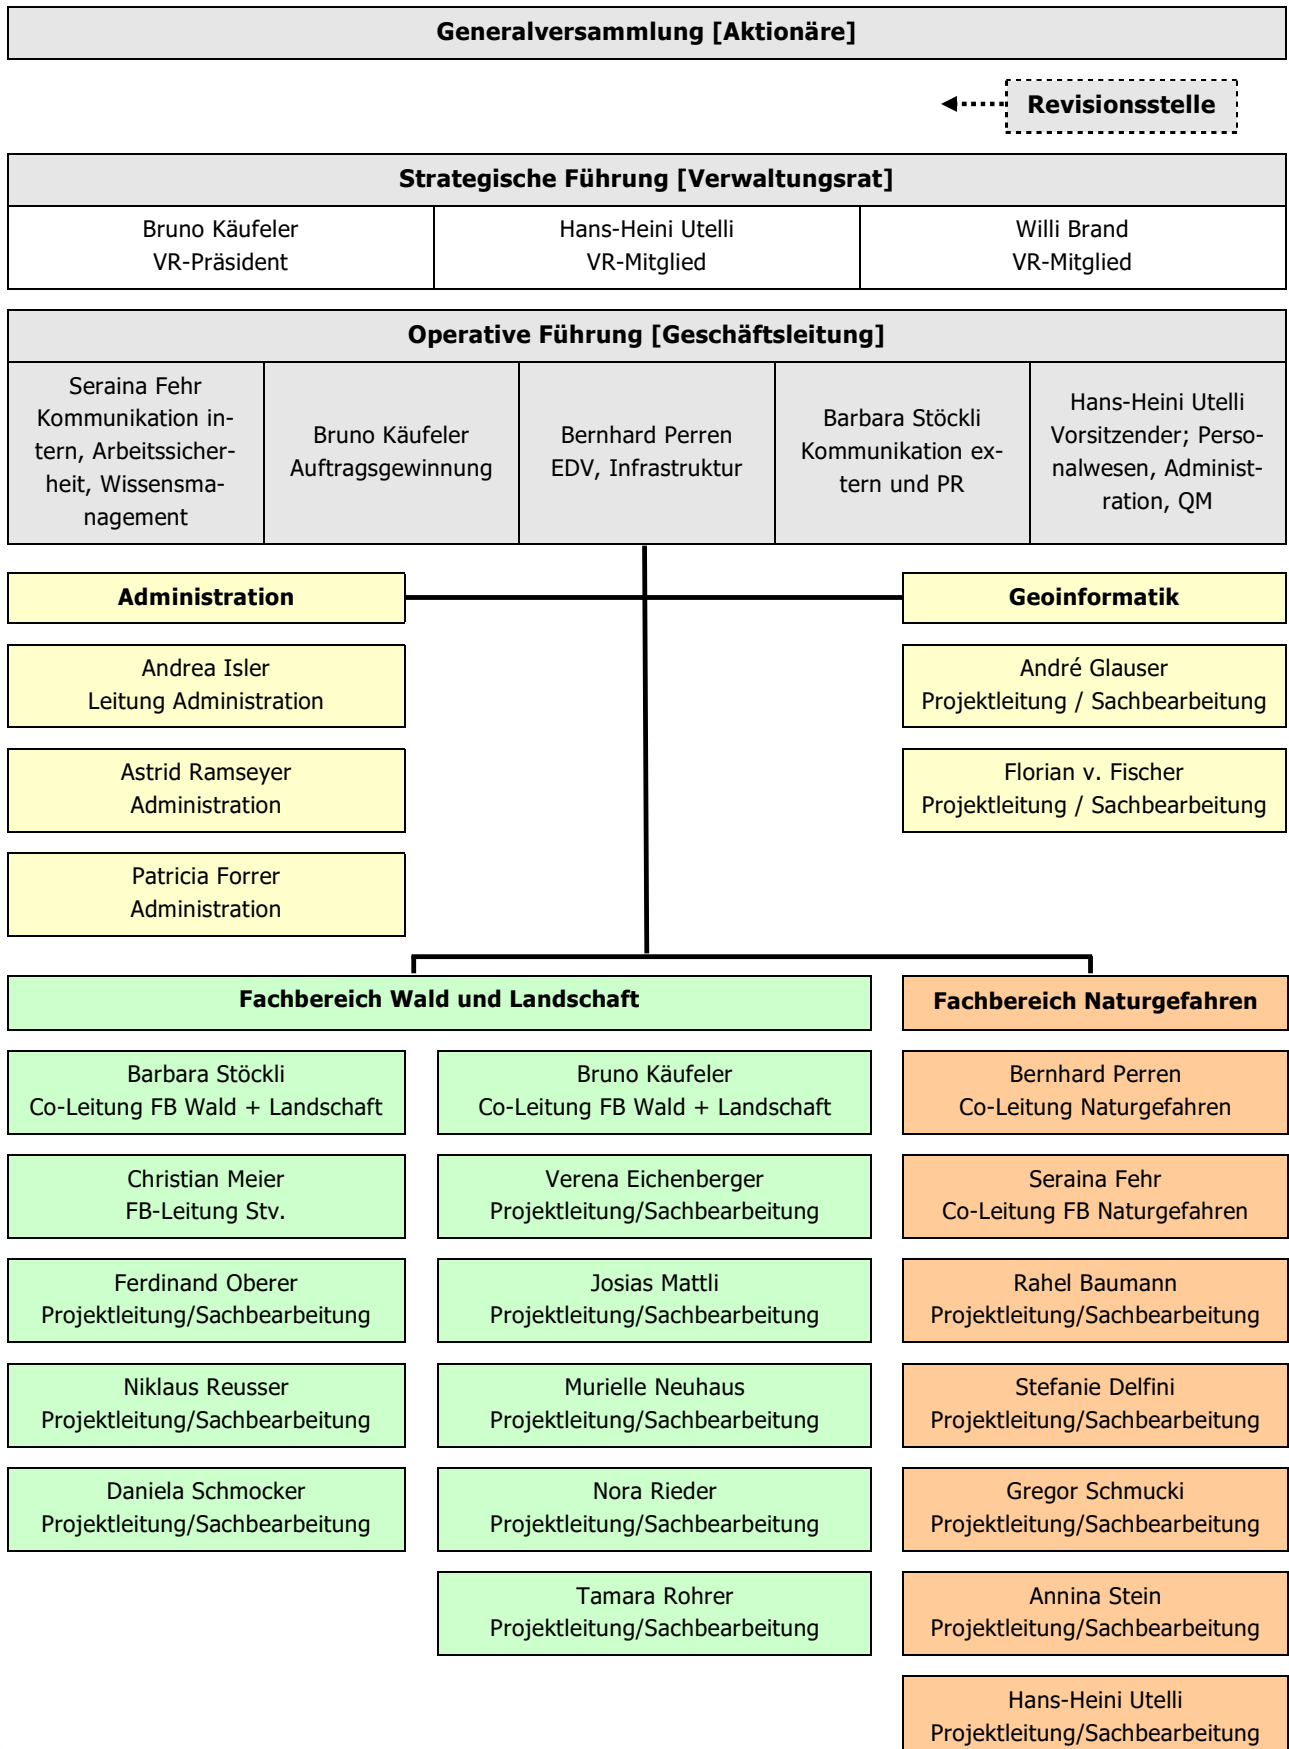 Generalversammlung [Aktionäre]
Revisionsstelle
Strategische Führung [Verwaltungsrat]
Bruno Käufeler
VR-Präsident
Hans-Heini Utelli
VR-Mitglied
Willi Brand
VR-Mitglied
Operative Führung [Geschäftsleitung]
Seraina Fehr
Kommunikation in-
tern, Arbeitssicher-
heit, Wissensma-
nagement
Bruno Käufeler
Auftragsgewinnung
Bernhard Perren
EDV, Infrastruktur
Barbara Stöckli
Kommunikation ex-
tern und PR
Hans-Heini Utelli
Vorsitzender; Perso-
nalwesen, Administ-
ration, QM
Administration
Andrea Isler
Leitung Administration
Astrid Ramseyer
Administration
Patricia Forrer
Administration
Geoinformatik
André Glauser
Projektleitung / Sachbearbeitung
Florian v. Fischer
Projektleitung / Sachbearbeitung
Fachbereich Wald und Landschaft
Barbara Stöckli
Co-Leitung FB Wald + Landschaft
Christian Meier
FB-Leitung Stv.
Ferdinand Oberer
Projektleitung/Sachbearbeitung
Niklaus Reusser
Projektleitung/Sachbearbeitung
Daniela Schmocker
Projektleitung/Sachbearbeitung
Bruno Käufeler
Co-Leitung FB Wald + Landschaft
Verena Eichenberger
Projektleitung/Sachbearbeitung
Josias Mattli
Projektleitung/Sachbearbeitung
Murielle Neuhaus
Projektleitung/Sachbearbeitung
Nora Rieder
Projektleitung/Sachbearbeitung
Tamara Rohrer
Projektleitung/Sachbearbeitung
Fachbereich Naturgefahren
Bernhard Perren
Co-Leitung Naturgefahren
Seraina Fehr
Co-Leitung FB Naturgefahren
Rahel Baumann
Projektleitung/Sachbearbeitung
Stefanie Delfini
Projektleitung/Sachbearbeitung
Gregor Schmucki
Projektleitung/Sachbearbeitung
Annina Stein
Projektleitung/Sachbearbeitung
Hans-Heini Utelli
Projektleitung/Sachbearbeitung